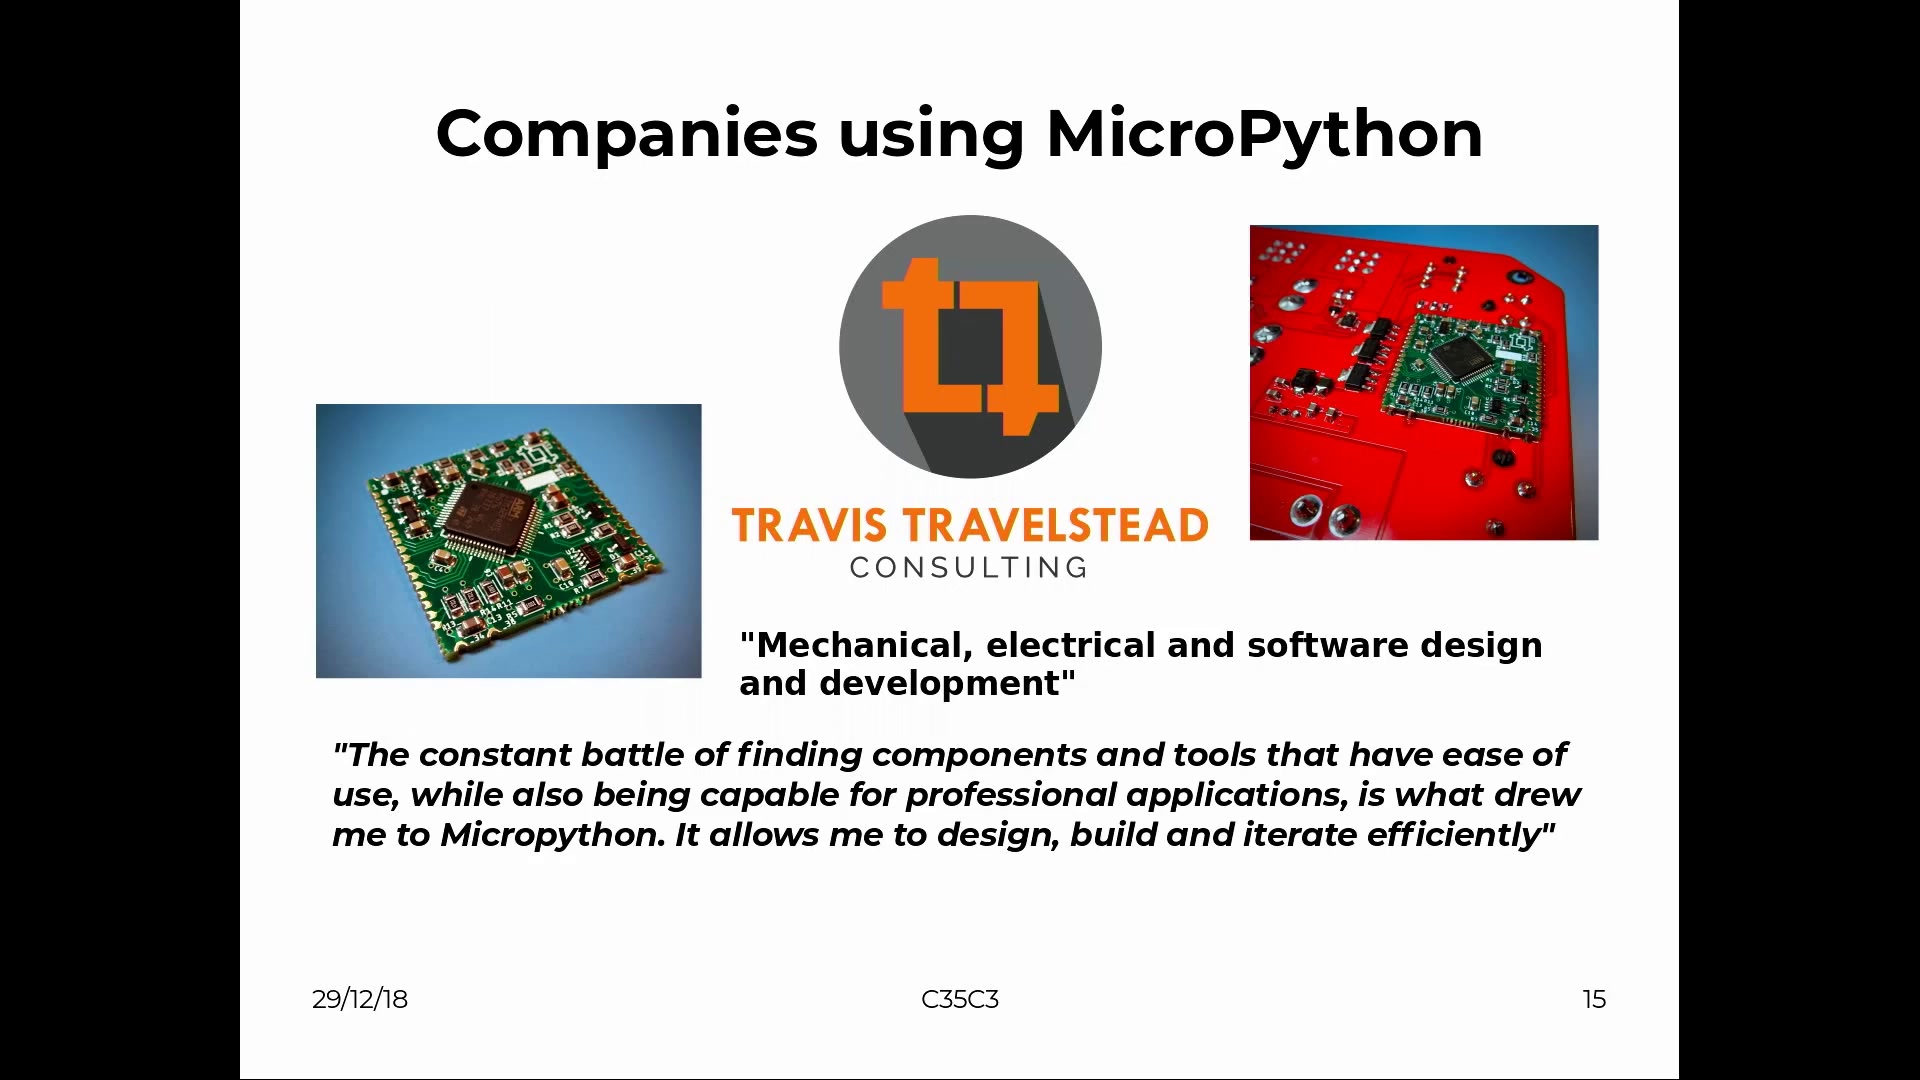 Companies using MicroPython
TRAVIS TRAVELSTEAD
CONSULTING
"Mechanical, electrical and software design
and development"
"The constant battle of finding components and tools that have ease of
use, while also being capable for professional applications, is what drew
me to Micropython. It allows me to design, build and iterate efficiently"
29/12/18
C35C3
15